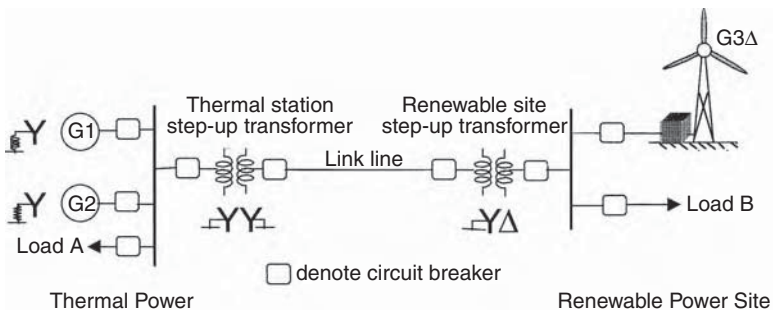 G3Δ
Thermal station
step-up transformer
Renewable site
step-up transformer
G1
Link line
G2
Load A
Load B
YY
YΔ
Y
Y
denote circuit breaker
Thermal Power
Renewable Power Site